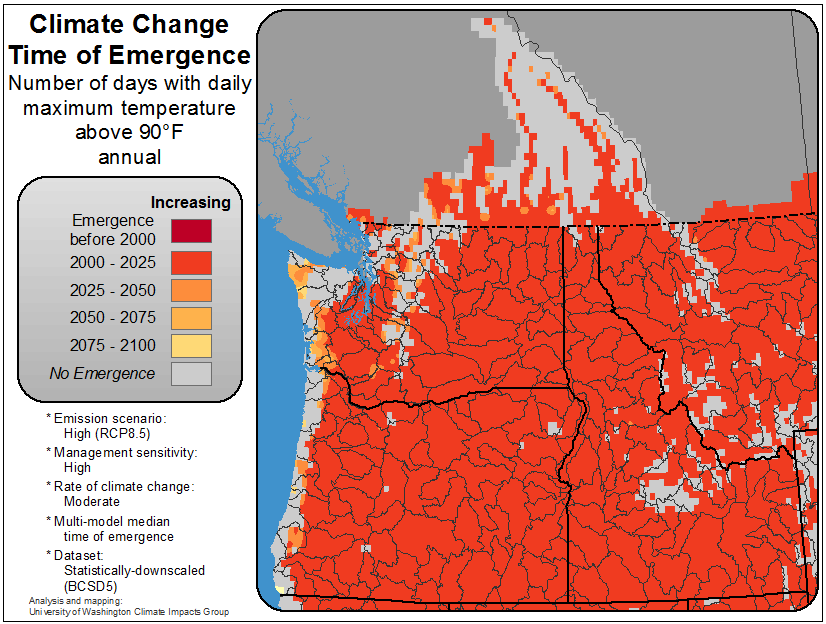 Climate Change
Time of Emergence
Number of days with daily
maximum temperature
above 90°F
annual
Increasing
Emergence
before 2000
2000 - 2025
2025 - 2050
2050 - 2075
2075 - 2100
No Emergence
* Emission scenario:
High (RCP8.5)
* Management sensitivity:
High
* Rate of climate change:
Moderate
* Multi-model median
time of emergence
* Dataset:
Statistically-downscaled
(BCSD5)
Analysis and mapping:
University of Washington Climate Impacts Group